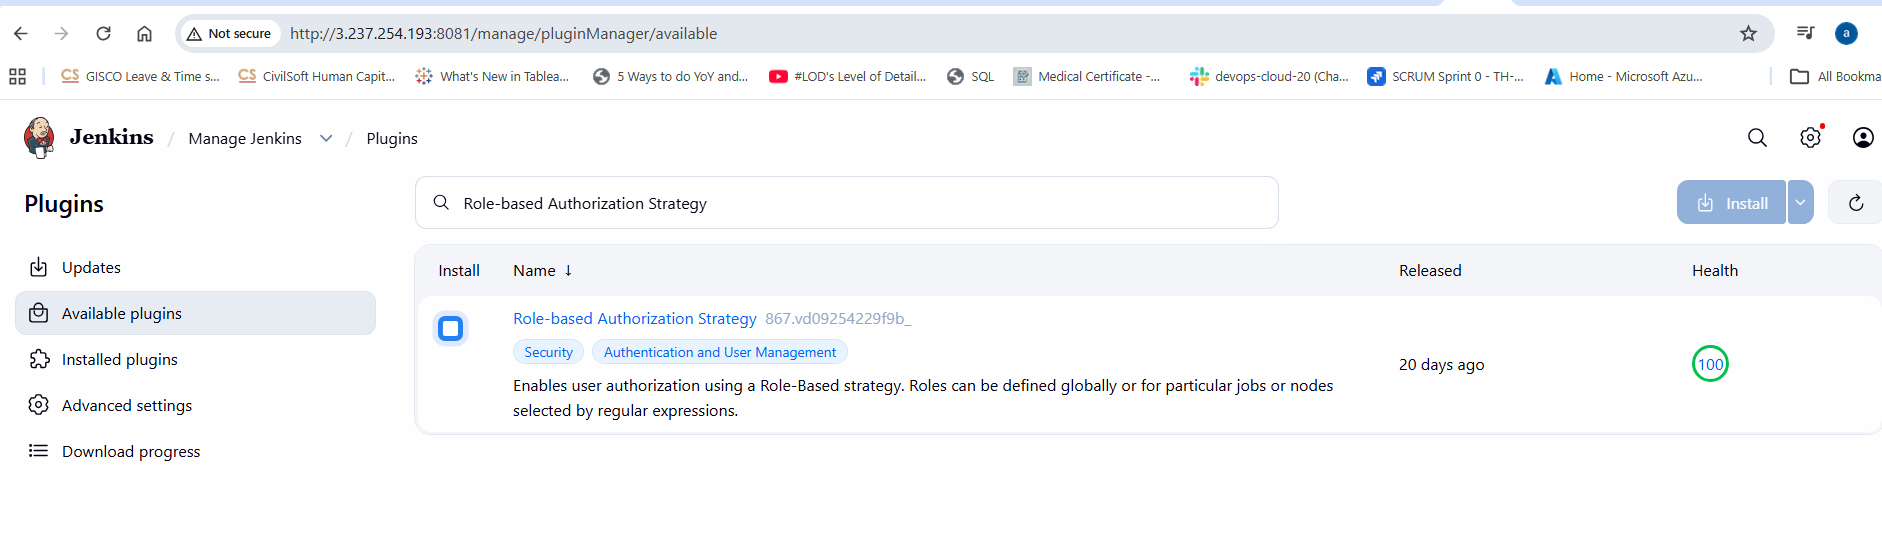 Not secure http://3.237.254.193:8081/manage/pluginManager/available a
GISCO Leave & Time s... CivilSoft Human Capit... What's New in Tablea... 5 Ways to do YoY and... #LOD's Level of Detail... SQL Medical Certificate -... devops-cloud-20 (Cha... SCRUM Sprint 0 - TH-... Home - Microsoft Azu... All Bookma
Jenkins / Manage Jenkins / Plugins
Plugins
Role-based Authorization Strategy
Install
Updates
Available plugins
Installed plugins
Advanced settings
Download progress
Install Name ↓ Released Health
Role-based Authorization Strategy 867.vd09254229f9b_
Security Authentication and User Management
Enables user authorization using a Role-Based strategy. Roles can be defined globally or for particular jobs or nodes
selected by regular expressions.
20 days ago
100